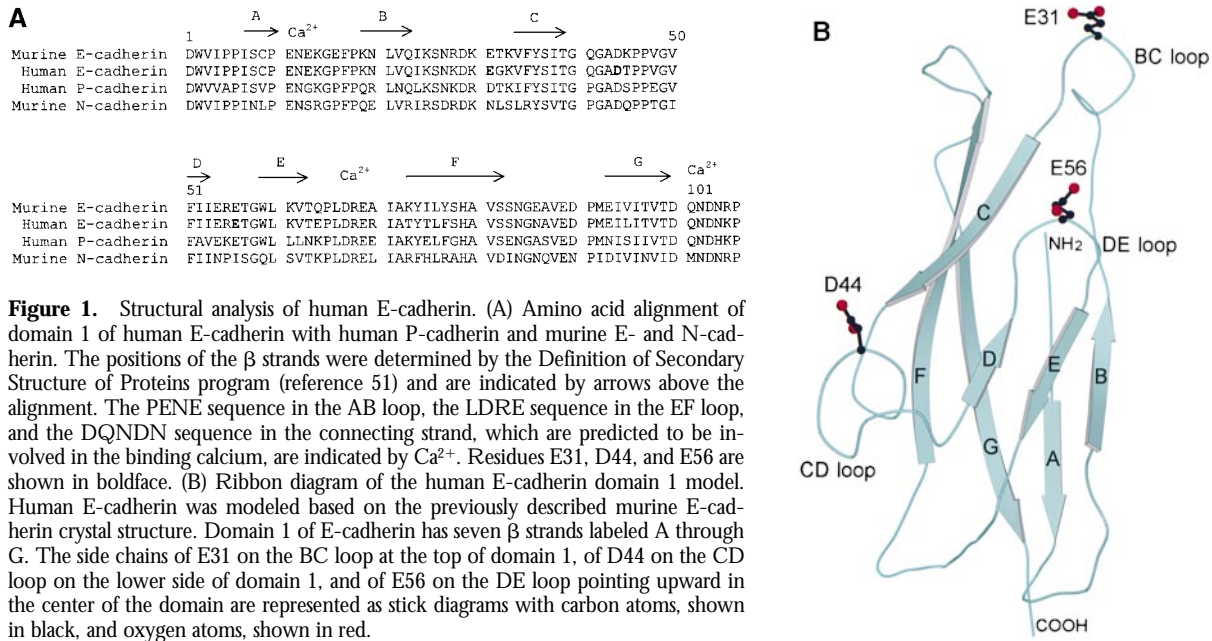 A
A B C
Ca²⁺
1 50
Murine E-cadherin DWVIPPISCP ENEKGEFPKN LVQIKSNRDK ETKVFYSITG QGADKPPVGV
Human E-cadherin DWVIPPISCP ENEKGPFPKN LVQIKSNKDK EGKVFYSITG QGADTPPVGV
Human P-cadherin DWVVAPISVP ENGKGPFPQR LNQLKSNKDR DTKIFYSITG PGADSPPEGV
Murine N-cadherin DWVIPPINLP ENSRGPFPQE LVRIRSDRDK NLSLRYSVTG PGADQPPTGI
D E Ca²⁺ F G Ca²⁺
51 101
Murine E-cadherin FIIERETGWL KVTQPLDREA IAKYILYSHA VSSNGEAVED PMEIVITVTD QNDNRP
Human E-cadherin FIIERETGWL KVTEPLDRER IATYTLFSHA VSSNGNAVED PMEILITVTD QNDNRP
Human P-cadherin FAVEKETGWL LLNKPLDREE IAKYELFGHA VSENGASVED PMNISIIVTD QNDHKP
Murine N-cadherin FIINPISGQL SVTKPLDREL IARFHLRAHA VDINGNQVEN PIDIVINVID MNDNRP
Figure 1. Structural analysis of human E-cadherin. (A) Amino acid alignment of
domain 1 of human E-cadherin with human P-cadherin and murine E- and N-cad-
herin. The positions of the β strands were determined by the Definition of Secondary
Structure of Proteins program (reference 51) and are indicated by arrows above the
alignment. The PENE sequence in the AB loop, the LDRE sequence in the EF loop,
and the DQNDN sequence in the connecting strand, which are predicted to be in-
volved in the binding calcium, are indicated by Ca²⁺. Residues E31, D44, and E56 are
shown in boldface. (B) Ribbon diagram of the human E-cadherin domain 1 model.
Human E-cadherin was modeled based on the previously described murine E-cad-
herin crystal structure. Domain 1 of E-cadherin has seven β strands labeled A through
G. The side chains of E31 on the BC loop at the top of domain 1, of D44 on the CD
loop on the lower side of domain 1, and of E56 on the DE loop pointing upward in
the center of the domain are represented as stick diagrams with carbon atoms, shown
in black, and oxygen atoms, shown in red.
B
E31
BC loop
E56
C
NH2 DE loop
D44
F D E B
G A
CD loop
COOH